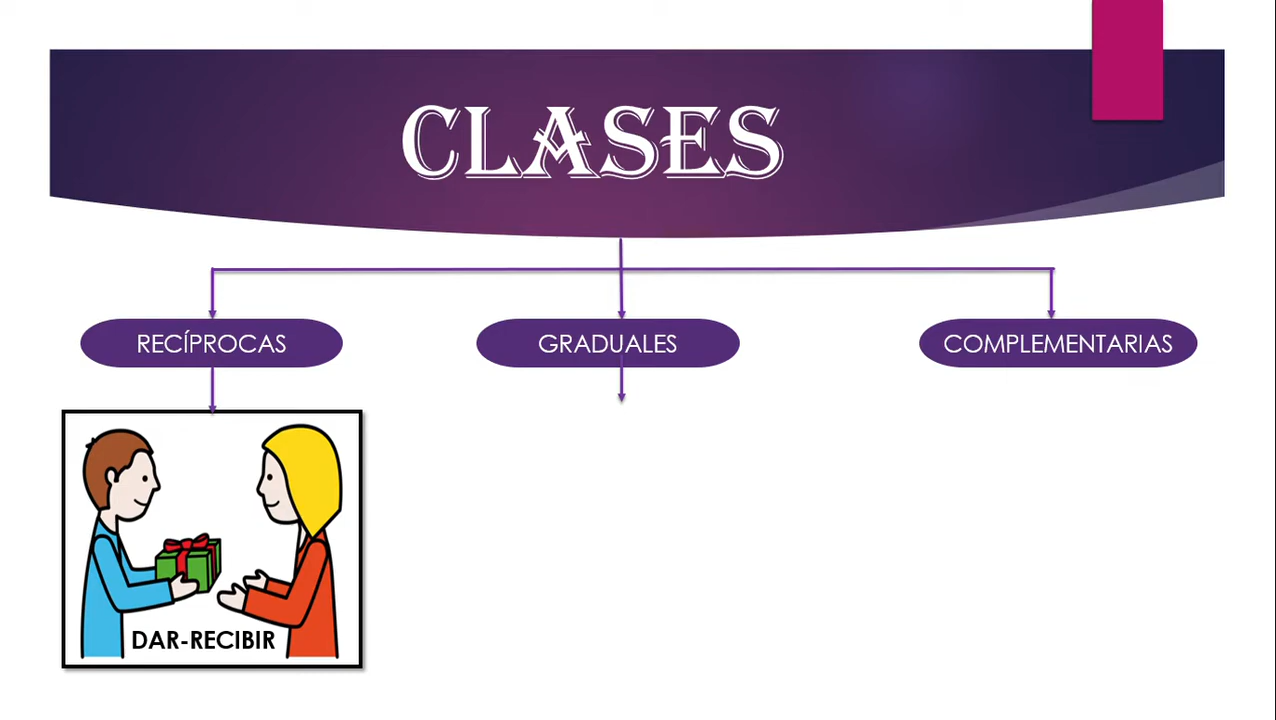 CLASES
RECÍPROCAS
GRADUALES
COMPLEMENTARIAS
DAR-RECIBIR